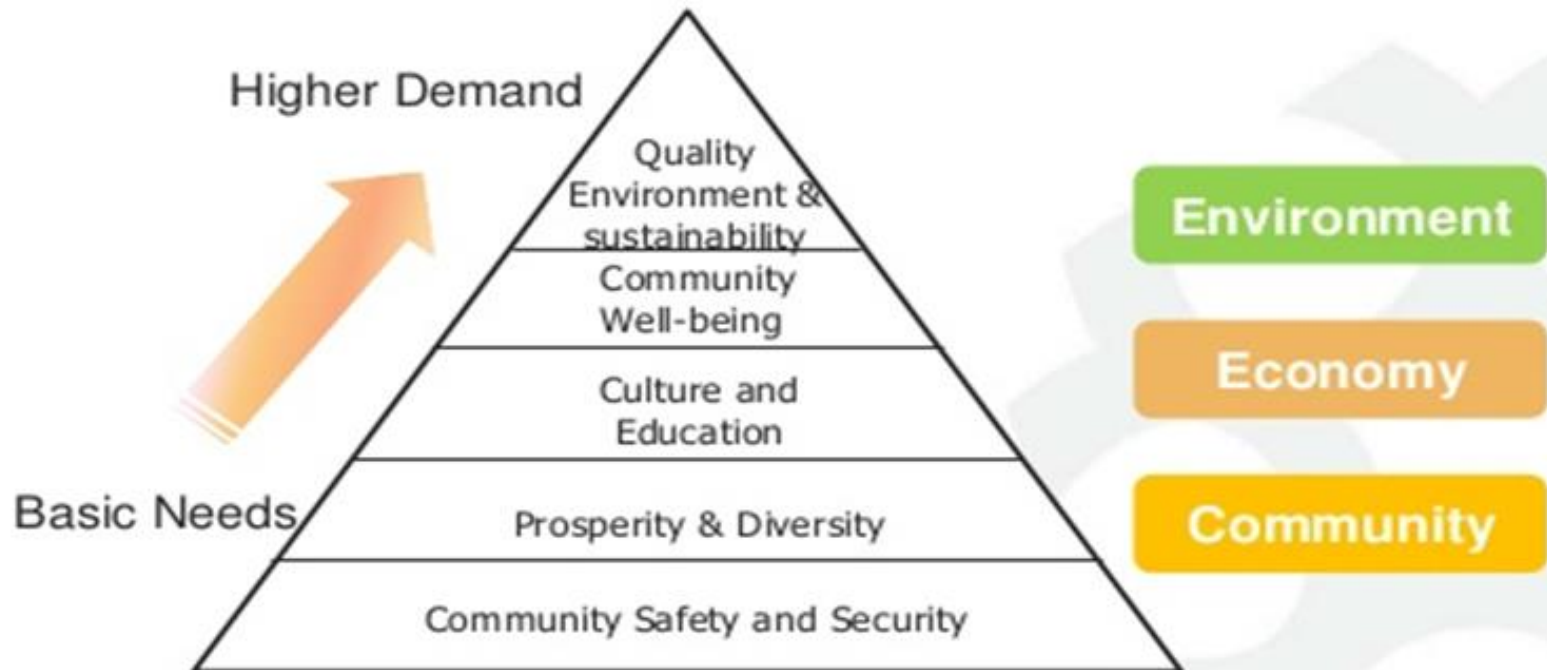 Higher Demand
Quality
Environment &
sustainability
Community
Well-being
Culture and
Education
Basic Needs
Prosperity & Diversity
Community Safety and Security
Environment
Economy
Community